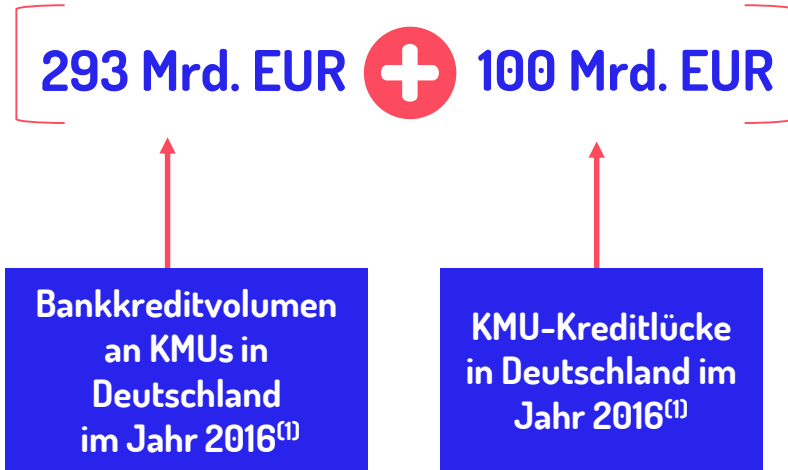 293 Mrd. EUR + 100 Mrd. EUR
Bankkreditvolumen
an KMUs in
Deutschland
im Jahr 2016(1)
KMU-Kreditlücke
in Deutschland im
Jahr 2016(1)